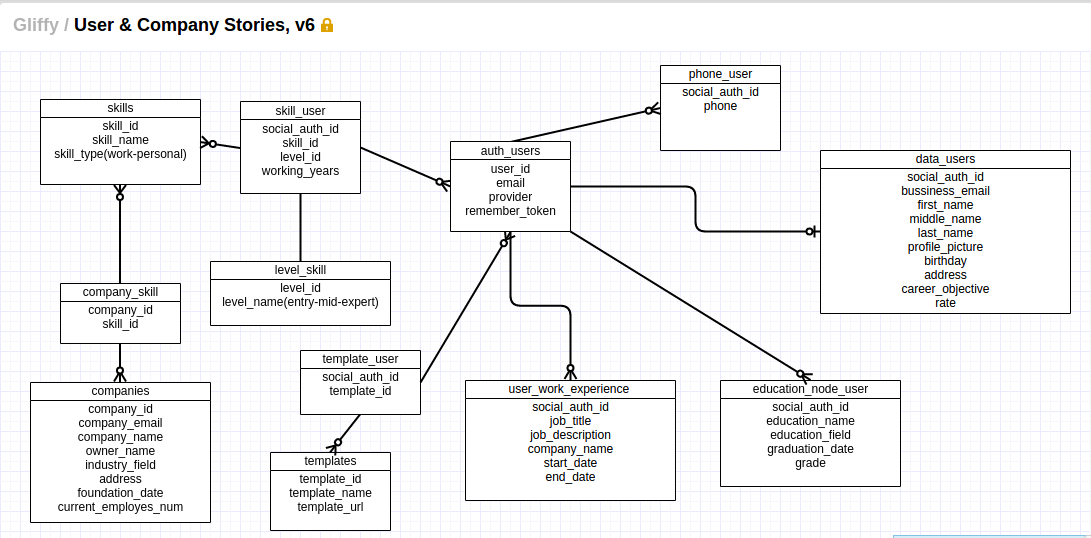 Gliffy / User & Company Stories, v6
phone_user
social_auth_id
phone
skills
skill_id
skill_name
skill_type(work-personal)
skill_user
social_auth_id
skill_id
level_id
working_years
auth_users
user_id
email
provider
remember_token
data_users
social_auth_id
bussiness_email
first_name
middle_name
last_name
profile_picture
birthday
address
career_objective
rate
level_skill
level_id
level_name(entry-mid-expert)
company_skill
company_id
skill_id
template_user
social_auth_id
template_id
companies
company_id
company_email
company_name
owner_name
industry_field
address
foundation_date
current_employes_num
templates
template_id
template_name
template_url
user_work_experience
social_auth_id
job_title
job_description
company_name
start_date
end_date
education_node_user
social_auth_id
education_name
education_field
graduation_date
grade